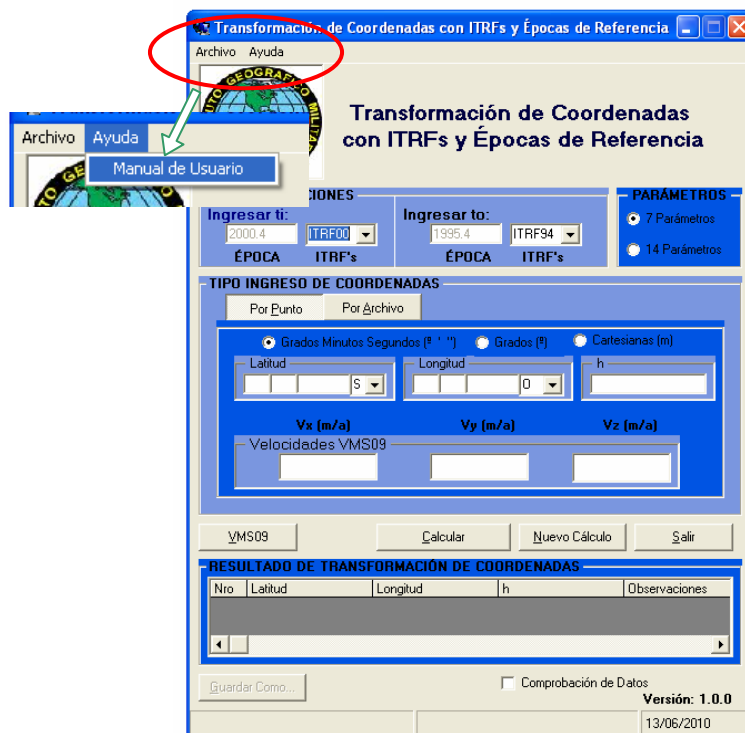 Transformación de Coordenadas con ITRFs y Épocas de Referencia
Archivo Ayuda
Archivo Ayuda
Manual de Usuario
Transformación de Coordenadas
con ITRFs y Épocas de Referencia
Ingresar ti:
2000.4 ITRF00
ÉPOCA ITRF's
Ingresar to:
1995.4 ITRF94
ÉPOCA ITRF's
PARÁMETROS
7 Parámetros
14 Parámetros
TIPO INGRESO DE COORDENADAS
Por Punto Por Archivo
Grados Minutos Segundos (º ' '') Grados (º) Cartesianas (m)
Latitud Longitud h
S O
Vx (m/a) Vy (m/a) Vz (m/a)
Velocidades VMS09
VMS09 Calcular Nuevo Cálculo Salir
RESULTADO DE TRANSFORMACIÓN DE COORDENADAS
Nro Latitud Longitud h Observaciones
Guardar Como... Comprobación de Datos
Versión: 1.0.0
13/06/2010